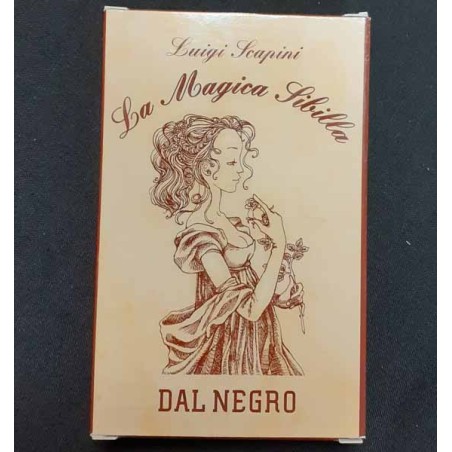 Luigi Scapini
La Magica Sibilla
DAL NEGRO